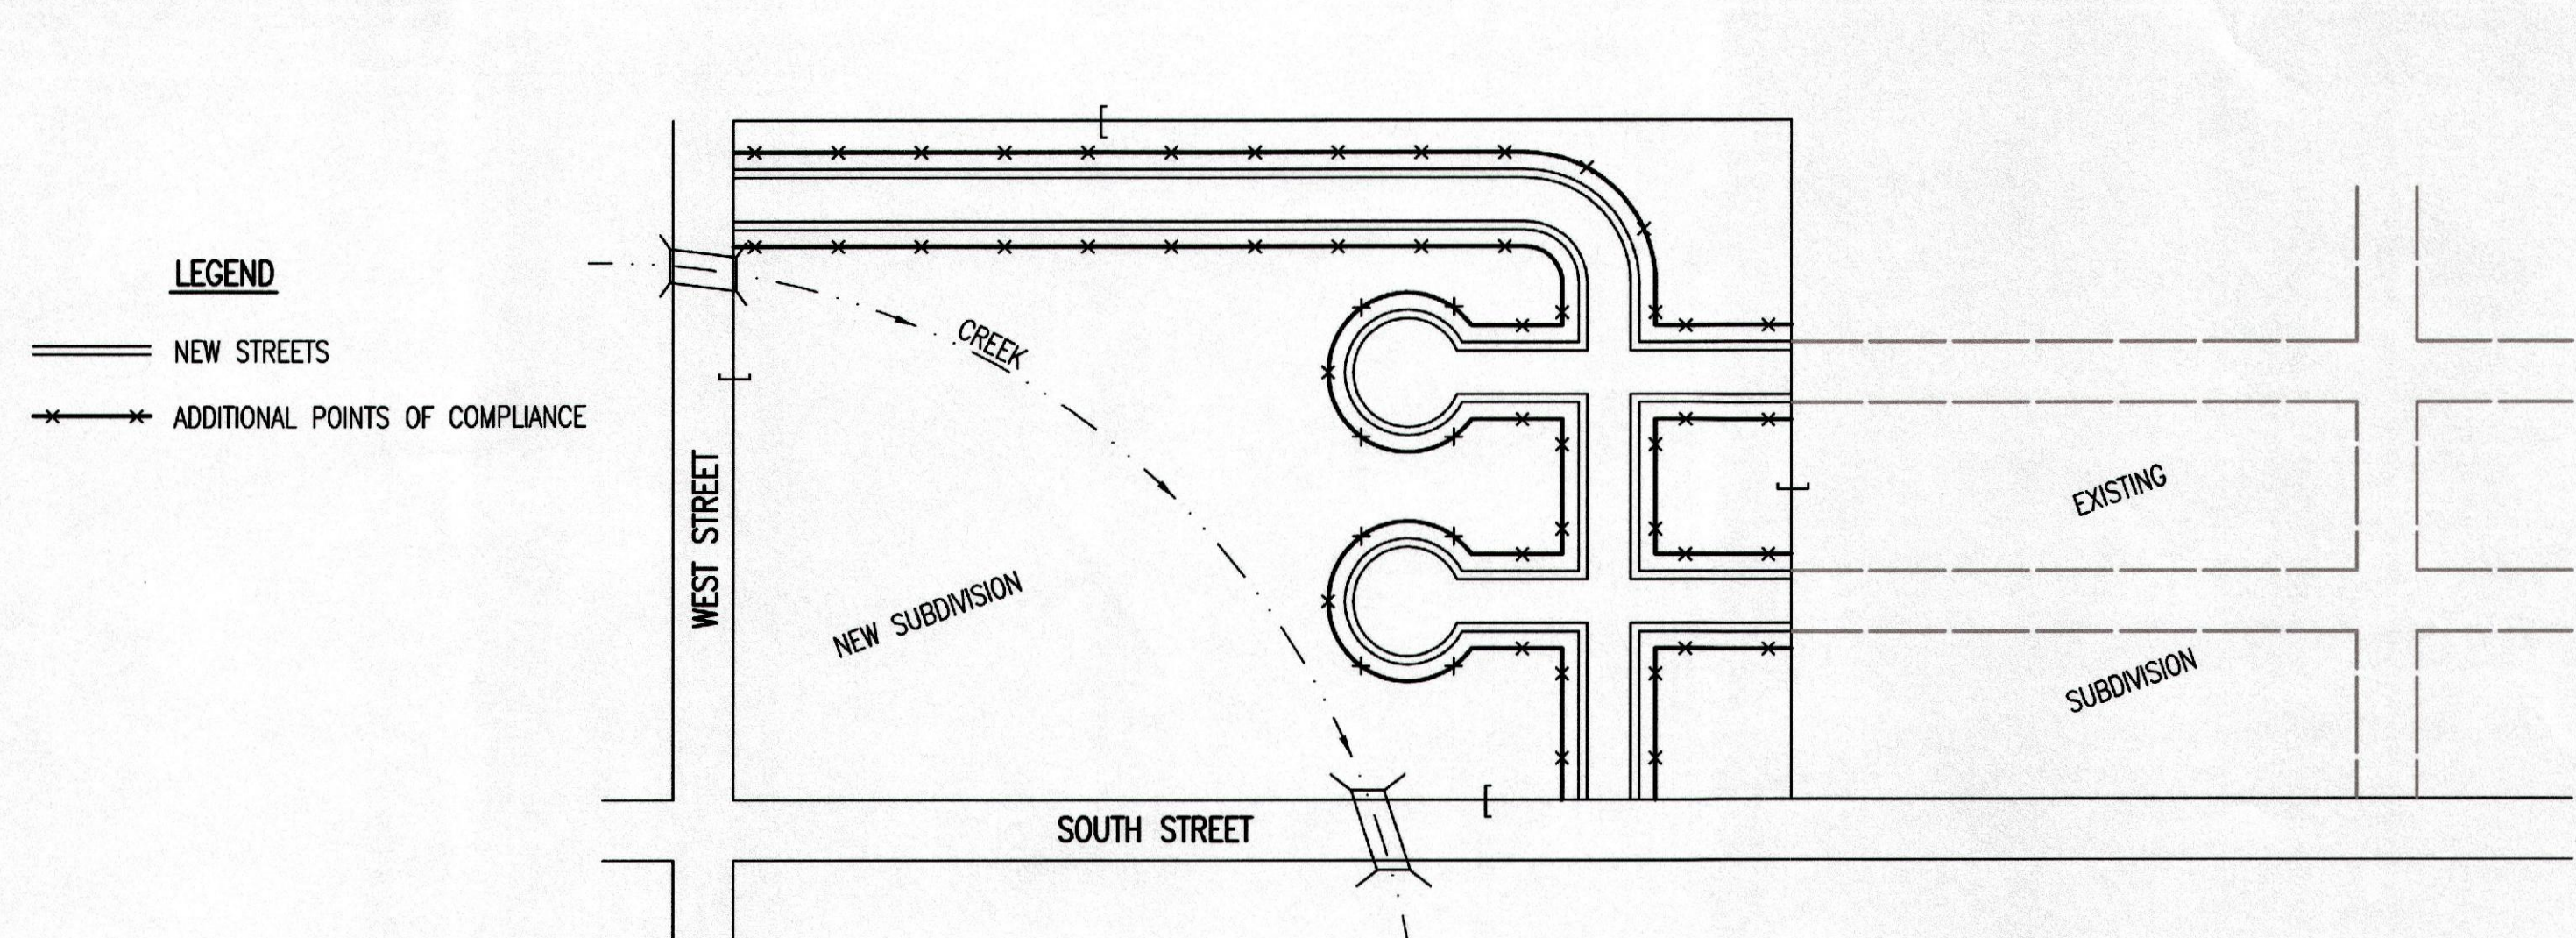 LEGEND
NEW STREETS
ADDITIONAL POINTS OF COMPLIANCE
WEST STREET
CREEK
NEW SUBDIVISION
SOUTH STREET
EXISTING
SUBDIVISION